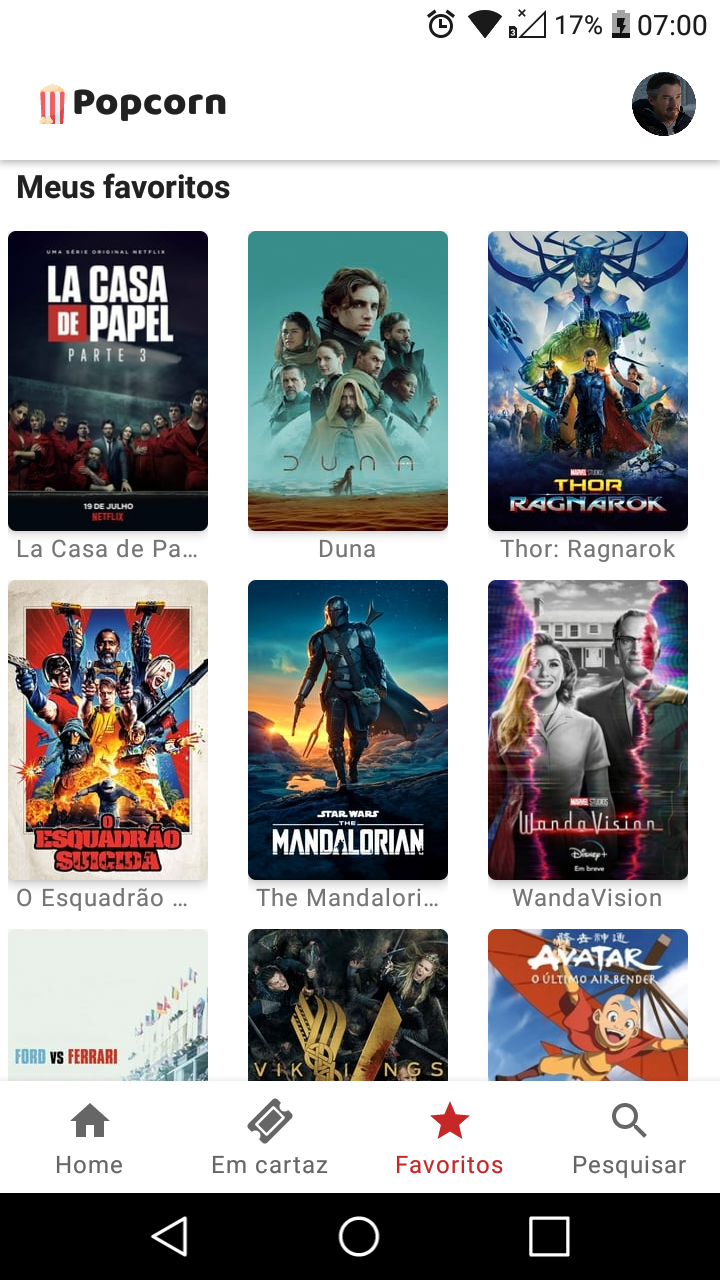 17% 07:00
Popcorn
Meus favoritos
UMA SÉRIE ORIGINAL NETFLIX
LA CASA
DE PAPEL
PARTE 3
19 DE JULHO
NETFLIX
DUNA
MARVEL STUDIOS
THOR
RAGNAROK
La Casa de Pa...
Duna
Thor: Ragnarok
O
ESQUADRÃO
SUICIDA
STAR WARS
THE
MANDALORIAN
MARVEL STUDIOS
WandaVision
Disney+
Em breve
O Esquadrão ...
The Mandalori...
WandaVision
FORD VS FERRARI
VIKINGS
AVATAR
O ÚLTIMO AIRBENDER
Home
Em cartaz
Favoritos
Pesquisar